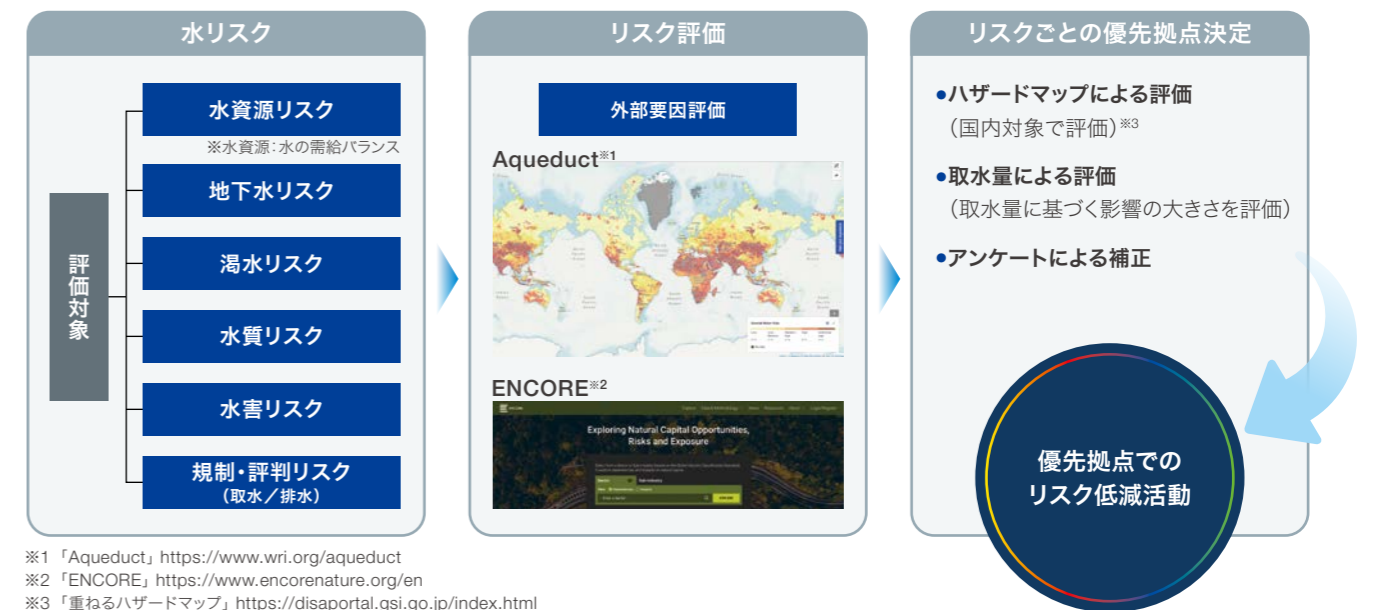 水リスク
評価対象
水資源リスク
※水資源：水の需給バランス
地下水リスク
渇水リスク
水質リスク
水害リスク
規制・評判リスク
（取水／排水）
リスク評価
外部要因評価
Aqueduct※1
ENCORE※2
Exploring Natural Capital Opportunities,
Risks and Exposure
リスクごとの優先拠点決定
●ハザードマップによる評価
（国内対象で評価）※3
●取水量による評価
（取水量に基づく影響の大きさを評価）
●アンケートによる補正
優先拠点での
リスク低減活動
※1 「Aqueduct」https://www.wri.org/aqueduct
※2 「ENCORE」https://www.encorenature.org/en
※3 「重ねるハザードマップ」https://disaportal.gsi.go.jp/index.html